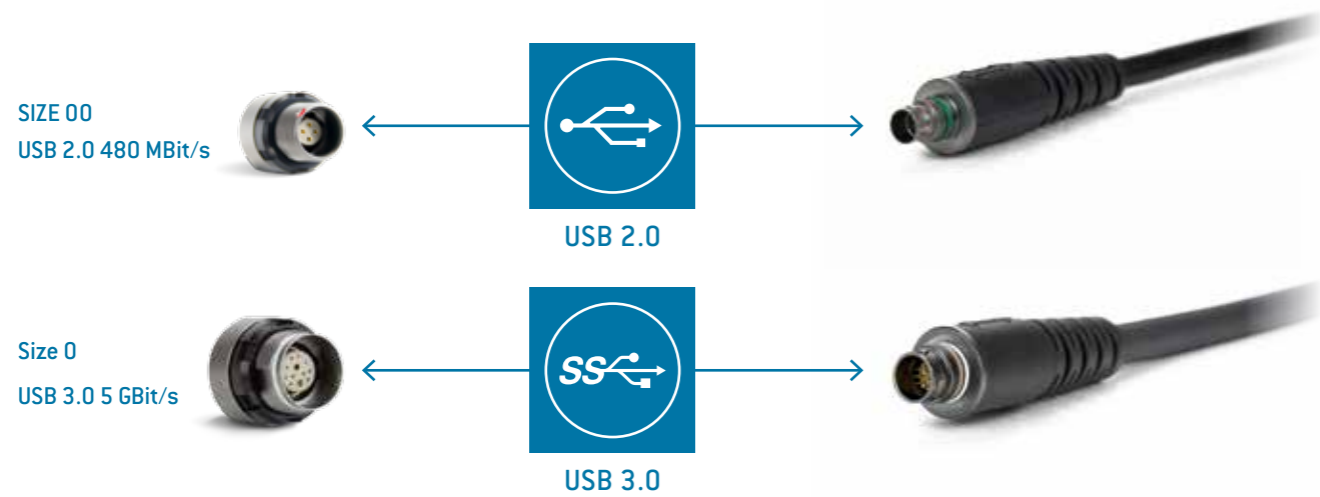 SIZE 00
USB 2.0 480 MBit/s
USB 2.0
Size 0
USB 3.0 5 GBit/s
SS
USB 3.0